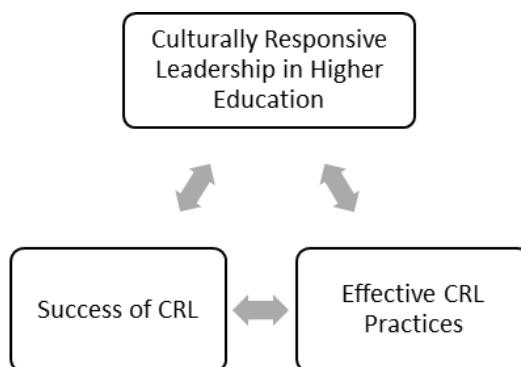 Culturally Responsive
Leadership in Higher
Education
Success of CRL
Effective CRL
Practices